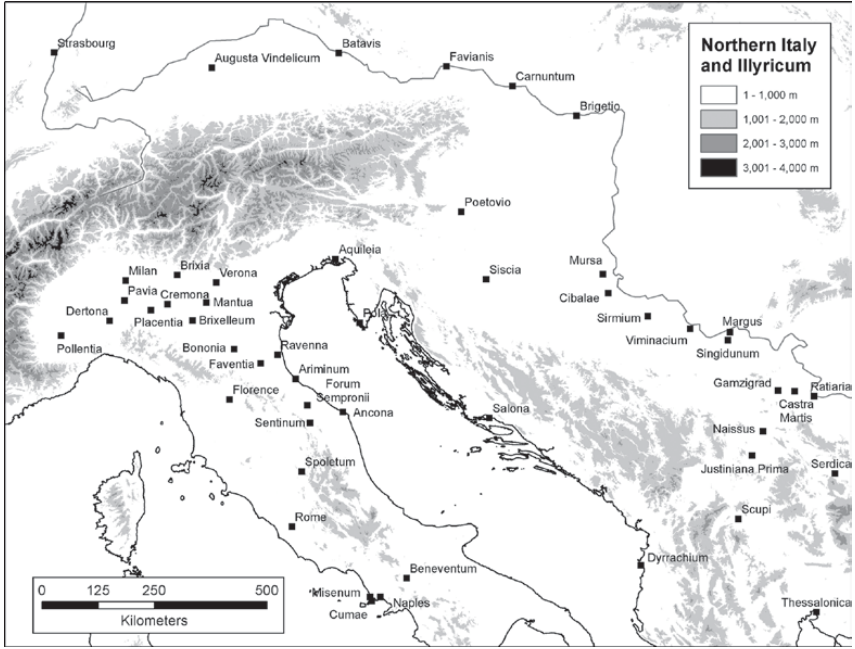 Strasbourg
Augusta Vindelicum
Batavis
Favianis
Carnuntum
Brigetio
Northern Italy
and Illyricum
1 - 1,000 m
1,001 - 2,000 m
2,001 - 3,000 m
3,001 - 4,000 m
Poetovio
Aquileia
Siscia
Mursa
Cibalae
Sirmium
Viminacium
Margus
Singidunum
Milan
Brixia
Verona
Pavia
Cremona
Mantua
Dertona
Placentia
Brixelleum
Pollentia
Pola
Bononia
Ravenna
Faventia
Ariminum
Florence
Forum
Sempronii
Sentinum
Ancona
Salona
Gamzigrad
Ratiaria
Castra
Martis
Naissus
Justiniana Prima
Serdica
Spoletum
Scupi
Rome
Dyrrachium
Beneventum
Misenum
Naples
Cumae
Thessalonica
0 125 250 500
Kilometers